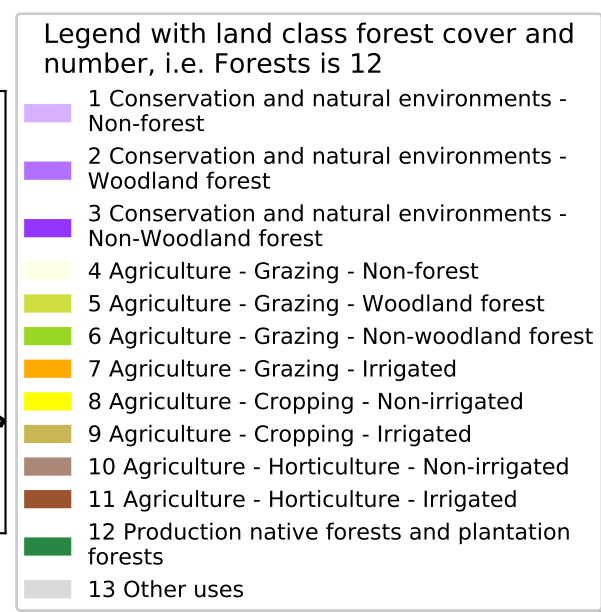 Legend with land class forest cover and
number, i.e. Forests is 12
1 Conservation and natural environments -
Non-forest
2 Conservation and natural environments -
Woodland forest
3 Conservation and natural environments -
Non-Woodland forest
4 Agriculture - Grazing - Non-forest
5 Agriculture - Grazing - Woodland forest
6 Agriculture - Grazing - Non-woodland forest
7 Agriculture - Grazing - Irrigated
8 Agriculture - Cropping - Non-irrigated
9 Agriculture - Cropping - Irrigated
10 Agriculture - Horticulture - Non-irrigated
11 Agriculture - Horticulture - Irrigated
12 Production native forests and plantation
forests
13 Other uses